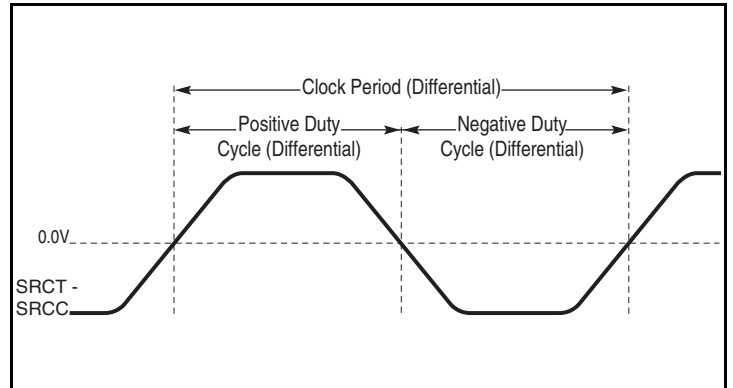 Clock Period (Differential)
Positive Duty
Cycle (Differential)
Negative Duty
Cycle (Differential)
0.0V
SRCT -
SRCC